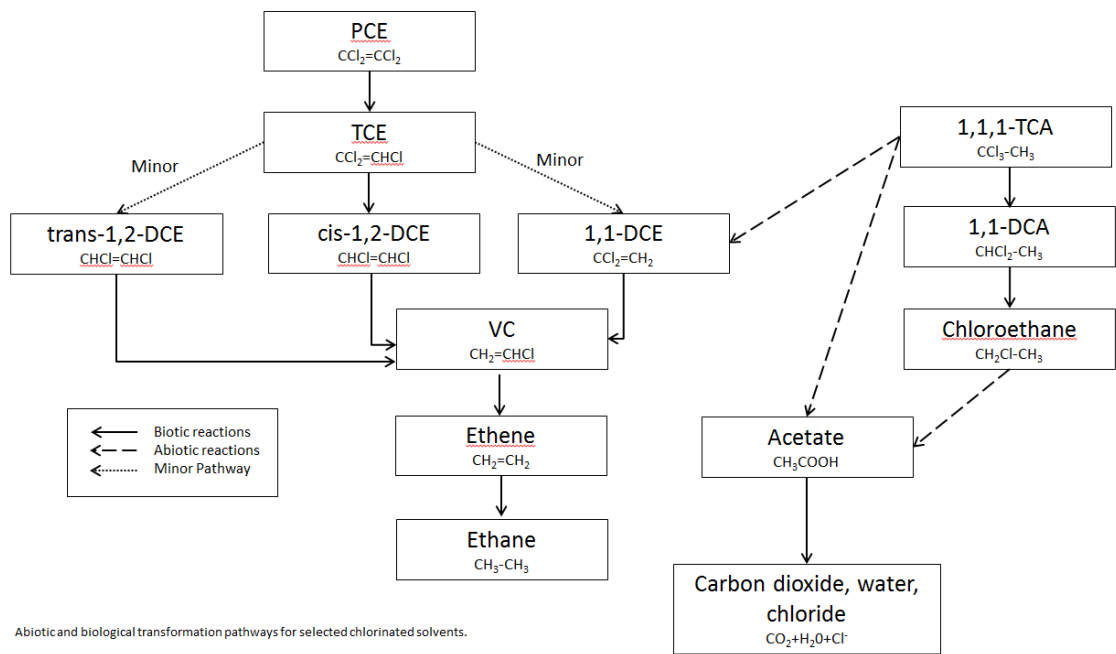 PCE
CCl₂=CCl₂
TCE
CCl₂=CHCl
Minor
Minor
1,1,1-TCA
CCl₃-CH₃
trans-1,2-DCE
CHCl=CHCl
cis-1,2-DCE
CHCl=CHCl
1,1-DCE
CCl₂=CH₂
1,1-DCA
CHCl₂-CH₃
VC
CH₂=CHCl
Chloroethane
CH₂Cl-CH₃
Biotic reactions
Abiotic reactions
Minor Pathway
Ethene
CH₂=CH₂
Acetate
CH₃COOH
Ethane
CH₃-CH₃
Carbon dioxide, water,
chloride
CO₂+H₂0+Cl⁻
Abiotic and biological transformation pathways for selected chlorinated solvents.